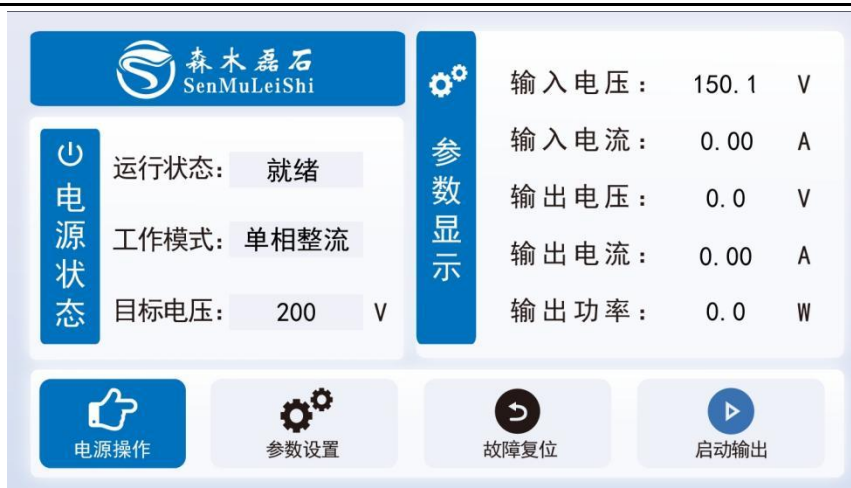 森木磊石
SenMuLeiShi
电源状态
运行状态： 就绪
工作模式： 单相整流
目标电压： 200 V
参数显示
输入电压： 150.1 V
输入电流： 0.00 A
输出电压： 0.0 V
输出电流： 0.00 A
输出功率： 0.0 W
电源操作
参数设置
故障复位
启动输出